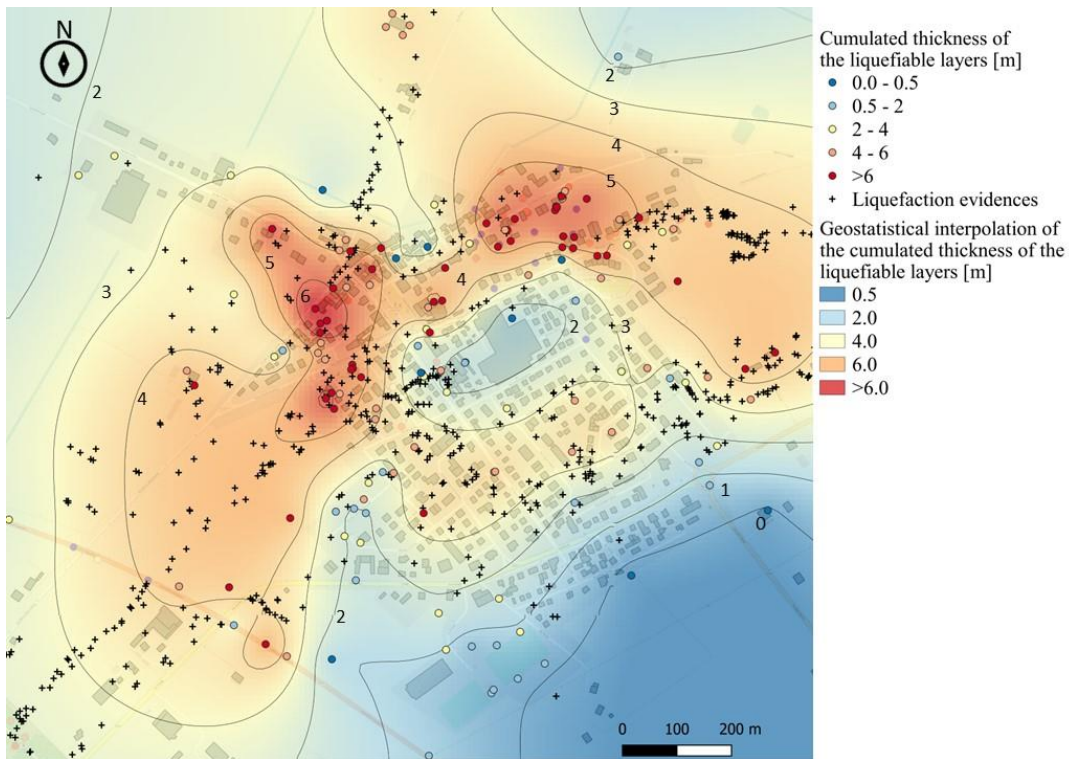 N
Cumulated thickness of
the liquefiable layers [m]
0.0 - 0.5
0.5 - 2
2 - 4
4 - 6
>6
Liquefaction evidences
Geostatistical interpolation of
the cumulated thickness of the
liquefiable layers [m]
0.5
2.0
4.0
6.0
>6.0
2
2
3
4
5
5
3
4
6
2
3
4
1
0
2
0 100 200 m